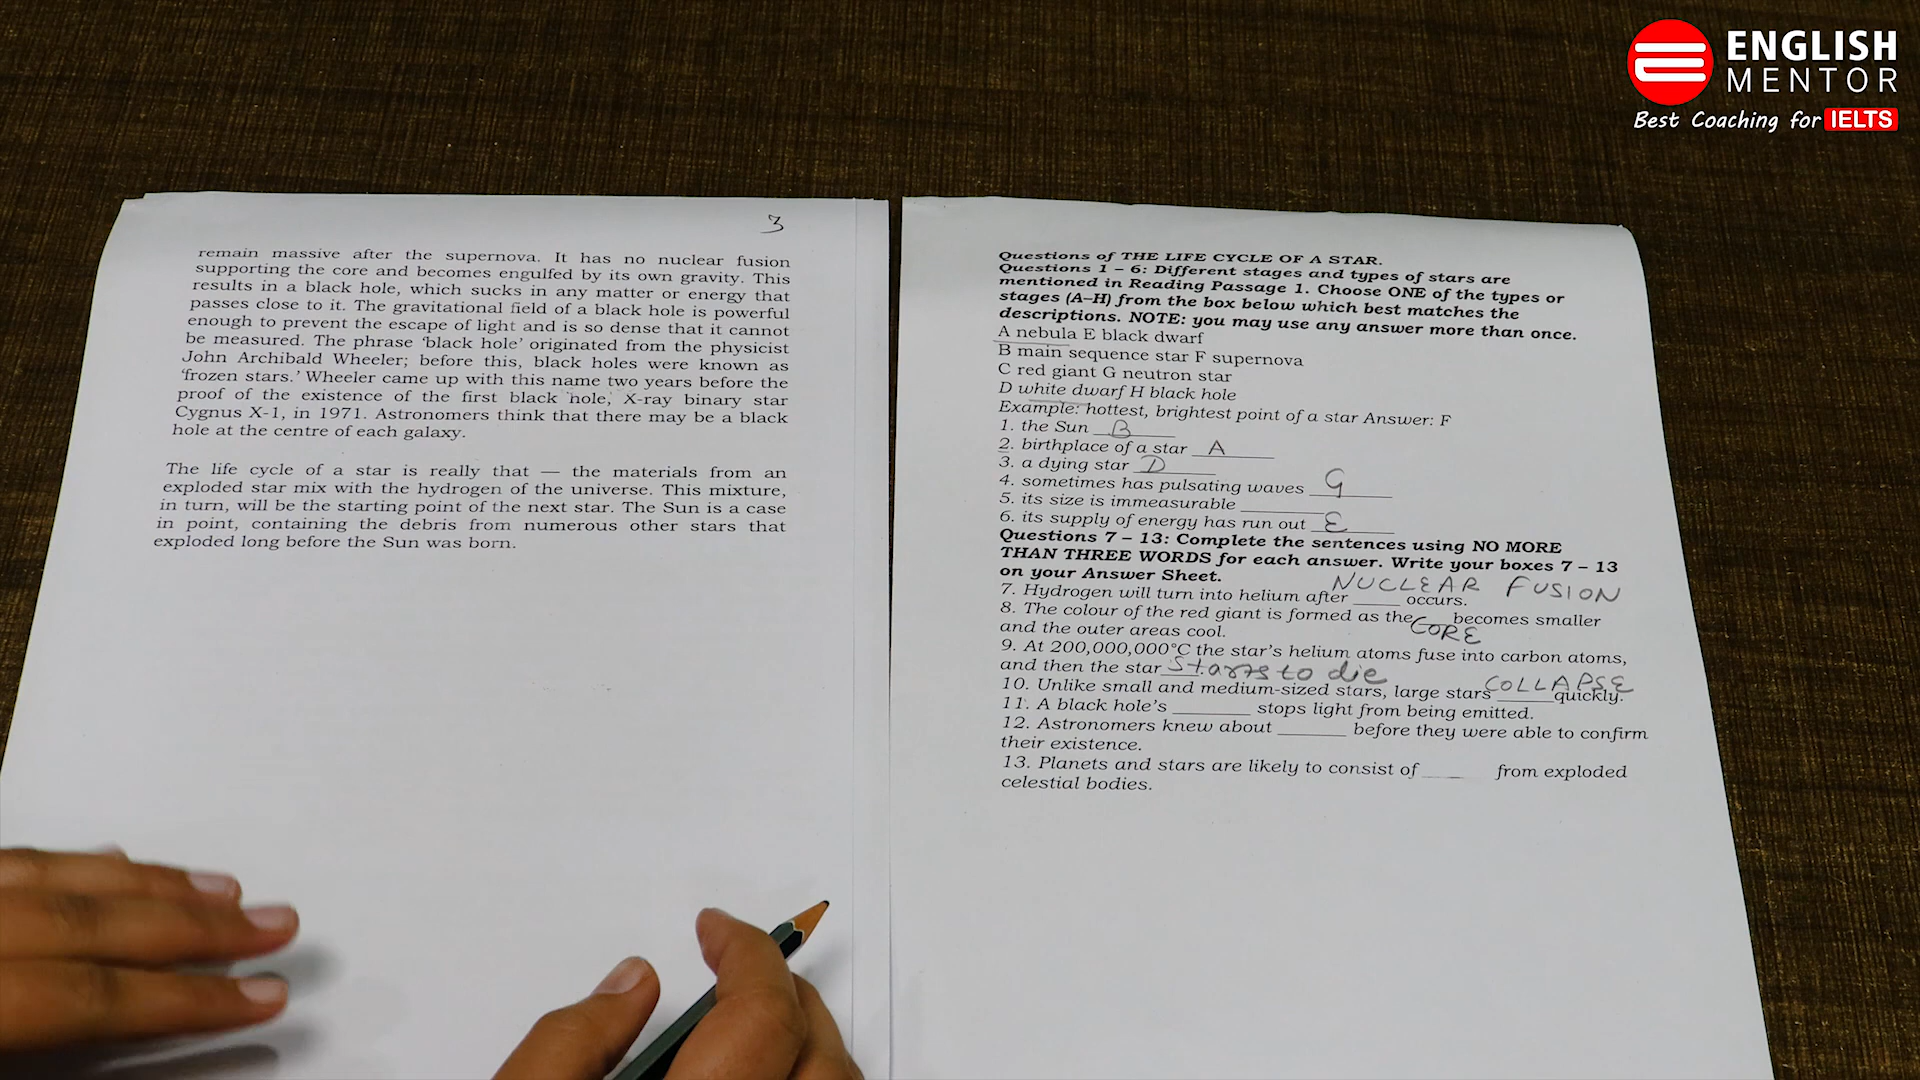 ENGLISH
MENTOR
Best Coaching for IELTS
3
remain massive after the supernova. It has no nuclear fusion
supporting the core and becomes engulfed by its own gravity. This
results in a black hole, which sucks in any matter or energy that
passes close to it. The gravitational field of a black hole is powerful
enough to prevent the escape of light and is so dense that it cannot
be measured. The phrase 'black hole' originated from the physicist
John Archibald Wheeler; before this, black holes were known as
'frozen stars.' Wheeler came up with this name two years before the
proof of the existence of the first black hole, X-ray binary star
Cygnus X-1, in 1971. Astronomers think that there may be a black
hole at the centre of each galaxy.
The life cycle of a star is really that — the materials from an
exploded star mix with the hydrogen of the universe. This mixture,
in turn, will be the starting point of the next star. The Sun is a case
in point, containing the debris from numerous other stars that
exploded long before the Sun was born.
Questions of THE LIFE CYCLE OF A STAR.
Questions 1 – 6: Different stages and types of stars are
mentioned in Reading Passage 1. Choose ONE of the types or
stages (A–H) from the box below which best matches the
descriptions. NOTE: you may use any answer more than once.
A nebula E black dwarf
B main sequence star F supernova
C red giant G neutron star
D white dwarf H black hole
Example: hottest, brightest point of a star Answer: F
1. the Sun B
2. birthplace of a star A
3. a dying star D
4. sometimes has pulsating waves G
5. its size is immeasurable ______
6. its supply of energy has run out E
Questions 7 – 13: Complete the sentences using NO MORE
THAN THREE WORDS for each answer. Write your boxes 7 – 13
on your Answer Sheet.
NUCLEAR FUSION
7. Hydrogen will turn into helium after _____ occurs.
8. The colour of the red giant is formed as the CORE becomes smaller
and the outer areas cool.
9. At 200,000,000°C the star's helium atoms fuse into carbon atoms,
and then the star starts to die
COLLAPSE
10. Unlike small and medium-sized stars, large stars _____ quickly.
11. A black hole's ______ stops light from being emitted.
12. Astronomers knew about ______ before they were able to confirm
their existence.
13. Planets and stars are likely to consist of ____ from exploded
celestial bodies.